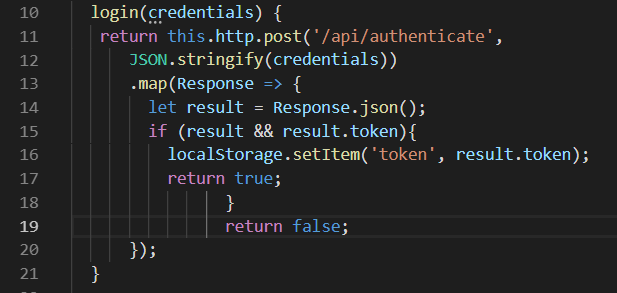 10 login(credentials) {
11 return this.http.post('/api/authenticate',
12 JSON.stringify(credentials))
13 .map(Response => {
14 let result = Response.json();
15 if (result && result.token){
16 localStorage.setItem('token', result.token);
17 return true;
18 }
19 return false;
20 });
21 }